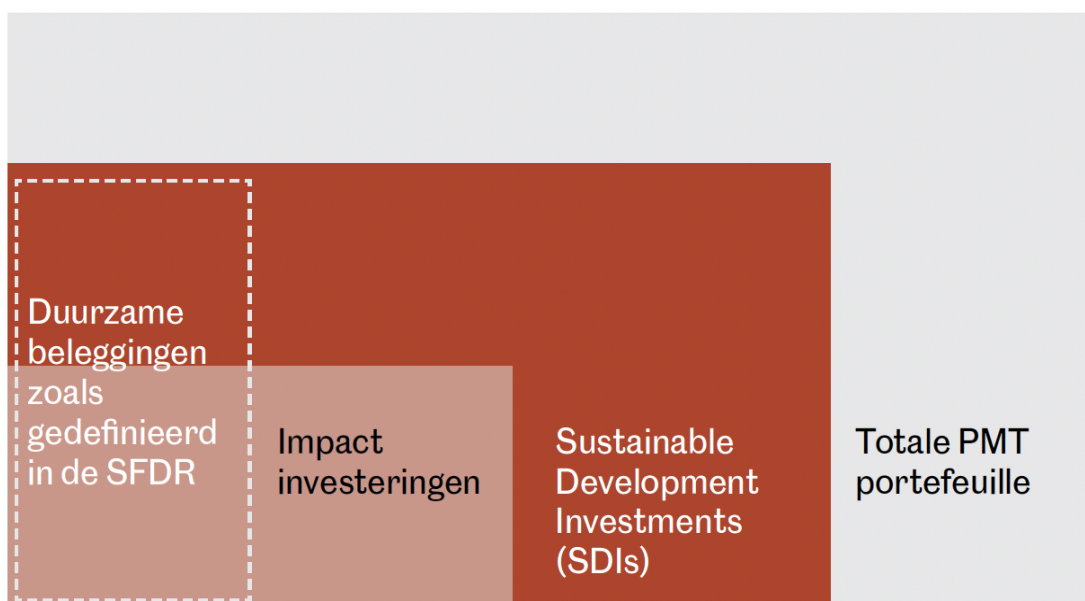 Duurzame
beleggingen
zoals
gedefinieerd
in de SFDR
Impact
investeringen
Sustainable
Development
Investments
(SDIs)
Totale PMT
portefeuille